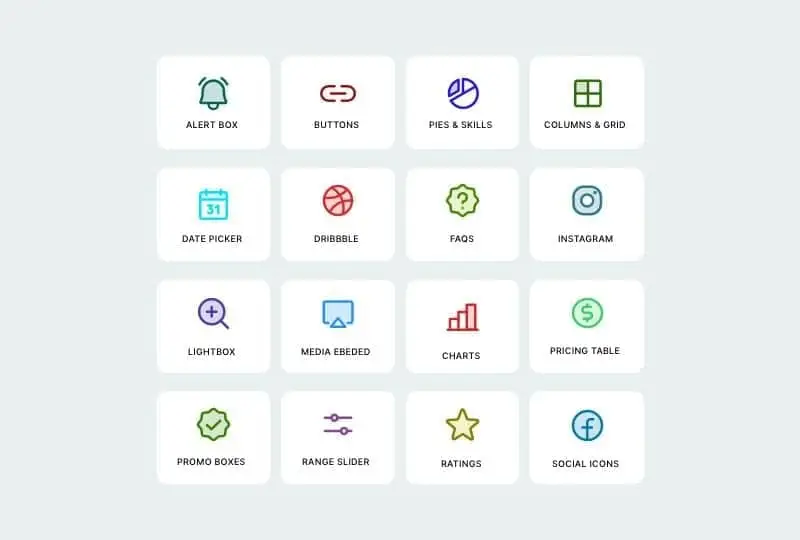 ALERT BOX
BUTTONS
PIES & SKILLS
COLUMNS & GRID
31
DATE PICKER
DRIBBBLE
?
FAQS
INSTAGRAM
LIGHTBOX
MEDIA EBEDED
CHARTS
$
PRICING TABLE
PROMO BOXES
RANGE SLIDER
RATINGS
f
SOCIAL ICONS